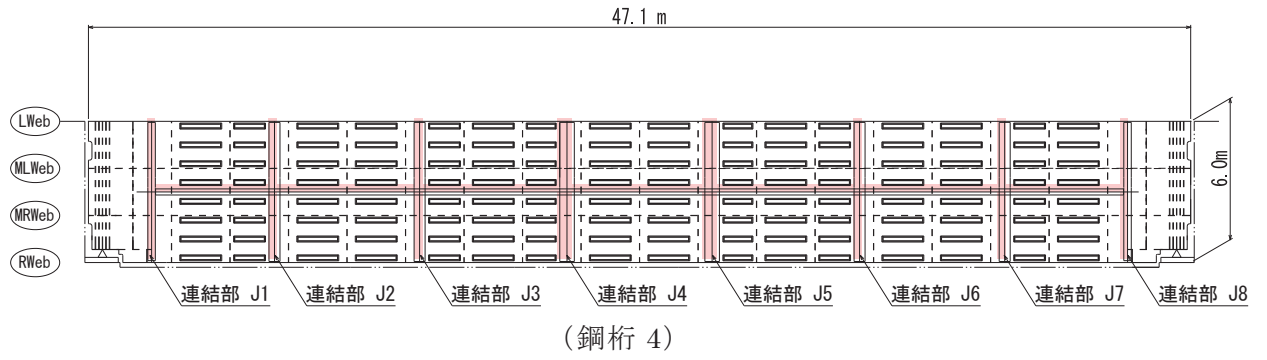 47.1 m
LWeb
MLWeb
MRWeb
RWeb
6.0m
連結部 J1
連結部 J2
連結部 J3
連結部 J4
連結部 J5
連結部 J6
連結部 J7
連結部 J8
(鋼桁 4)